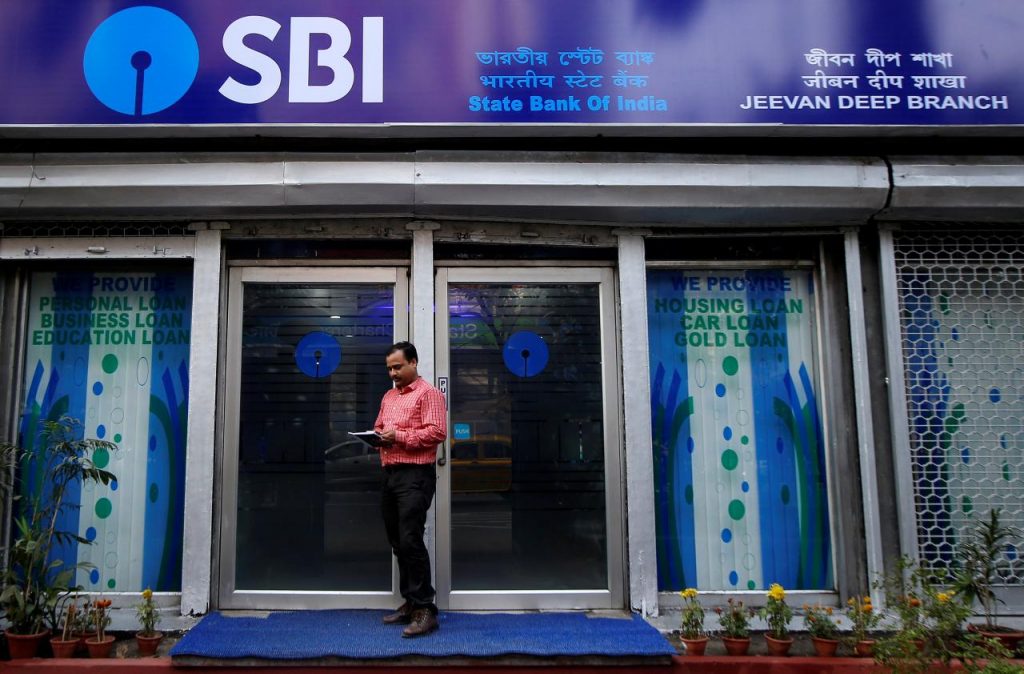 SBI
ভারতীয় স্টেট ব্যাঙ্ক
भारतीय स्टेट बैंक
State Bank Of India
জীবন দীপ শাখা
जीबन दीप शाखा
JEEVAN DEEP BRANCH
WE PROVIDE
PERSONAL LOAN
BUSINESS LOAN
EDUCATION LOAN
PUSH
WE PROVIDE
HOUSING LOAN
CAR LOAN
GOLD LOAN